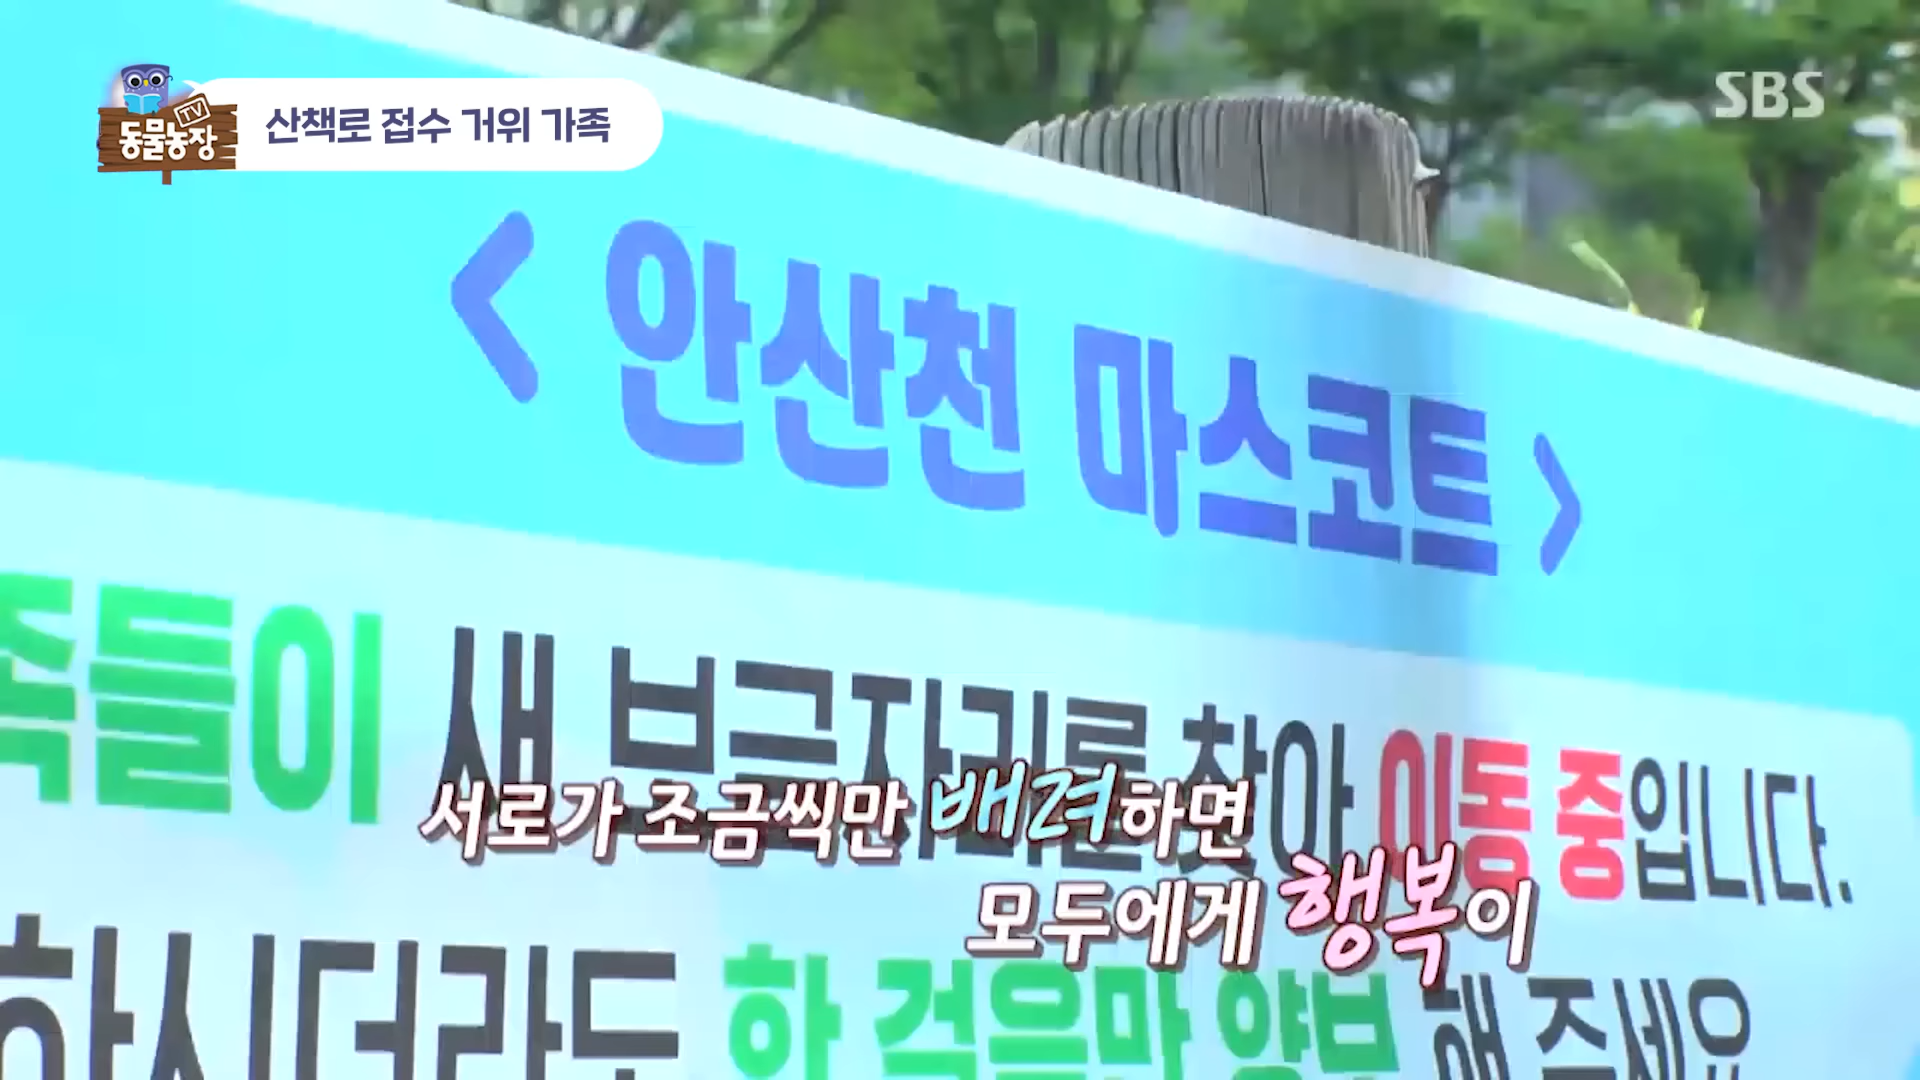 TV
동물농장
산책로 접수 거위 가족
SBS
< 안산천 마스코트 >
족들이 새 보금자리를 찾아 이동 중입니다.
서로가 조금씩만 배려하면
모두에게 행복이
하시더라도 한 걸음만 양보 해 주세요